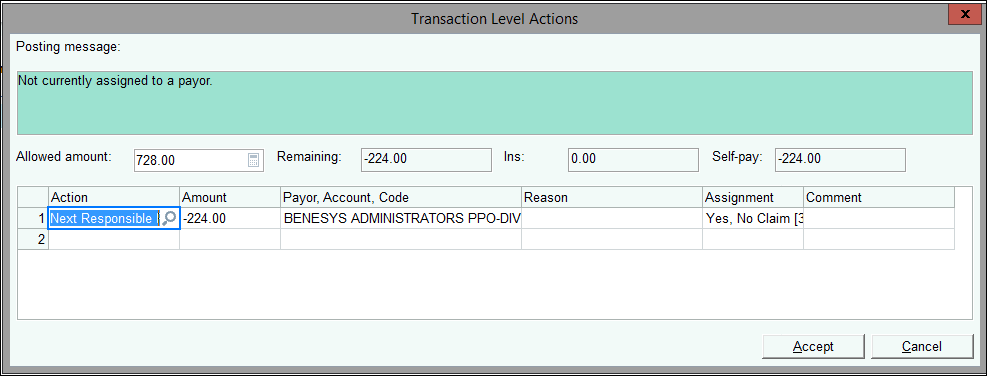 Transaction Level Actions
x
Posting message:
Not currently assigned to a payor.
Allowed amount: 728.00 Remaining: -224.00 Ins: 0.00 Self-pay: -224.00
Action Amount Payor, Account, Code Reason Assignment Comment
1 Next Responsible -224.00 BENESYS ADMINISTRATORS PPO-DIV Yes, No Claim [3
2
Accept Cancel